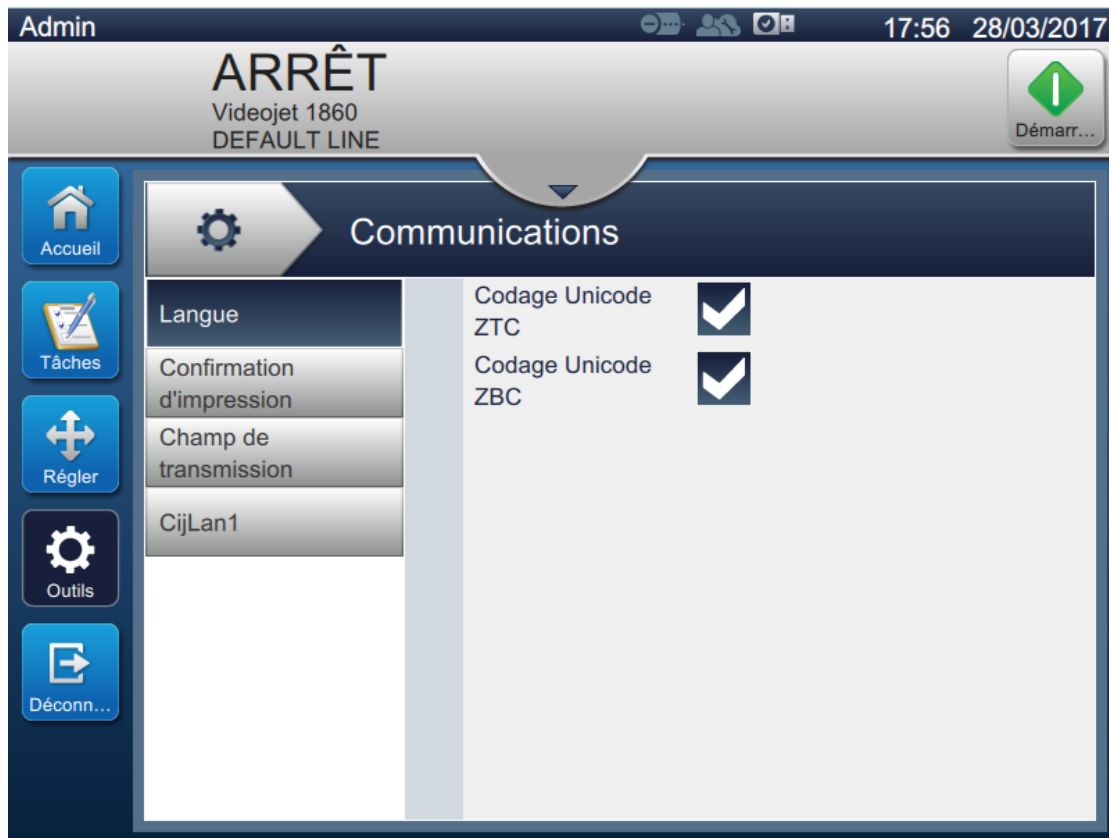 Admin
17:56 28/03/2017
ARRÊT
Videojet 1860
DEFAULT LINE
Démarr...
Accueil
Tâches
Régler
Outils
Déconn...
Communications
Langue
Confirmation
d'impression
Champ de
transmission
CijLan1
Codage Unicode
ZTC
Codage Unicode
ZBC